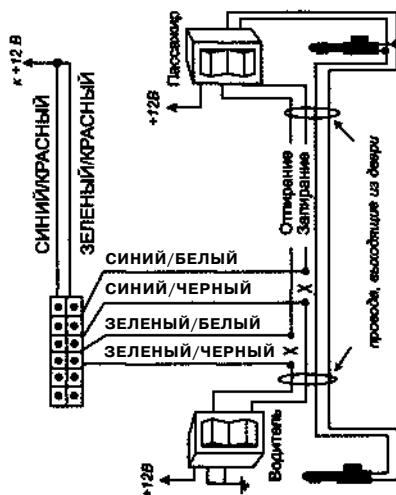 к +12 В
СИНИЙ/КРАСНЫЙ
ЗЕЛЕНЫЙ/КРАСНЫЙ
+12В
Пассажир
Отпирание
Запирание
СИНИЙ/БЕЛЫЙ
СИНИЙ/ЧЕРНЫЙ
ЗЕЛЕНЫЙ/БЕЛЫЙ
ЗЕЛЕНЫЙ/ЧЕРНЫЙ
провода, выходящие из двери
+12В
Водитель